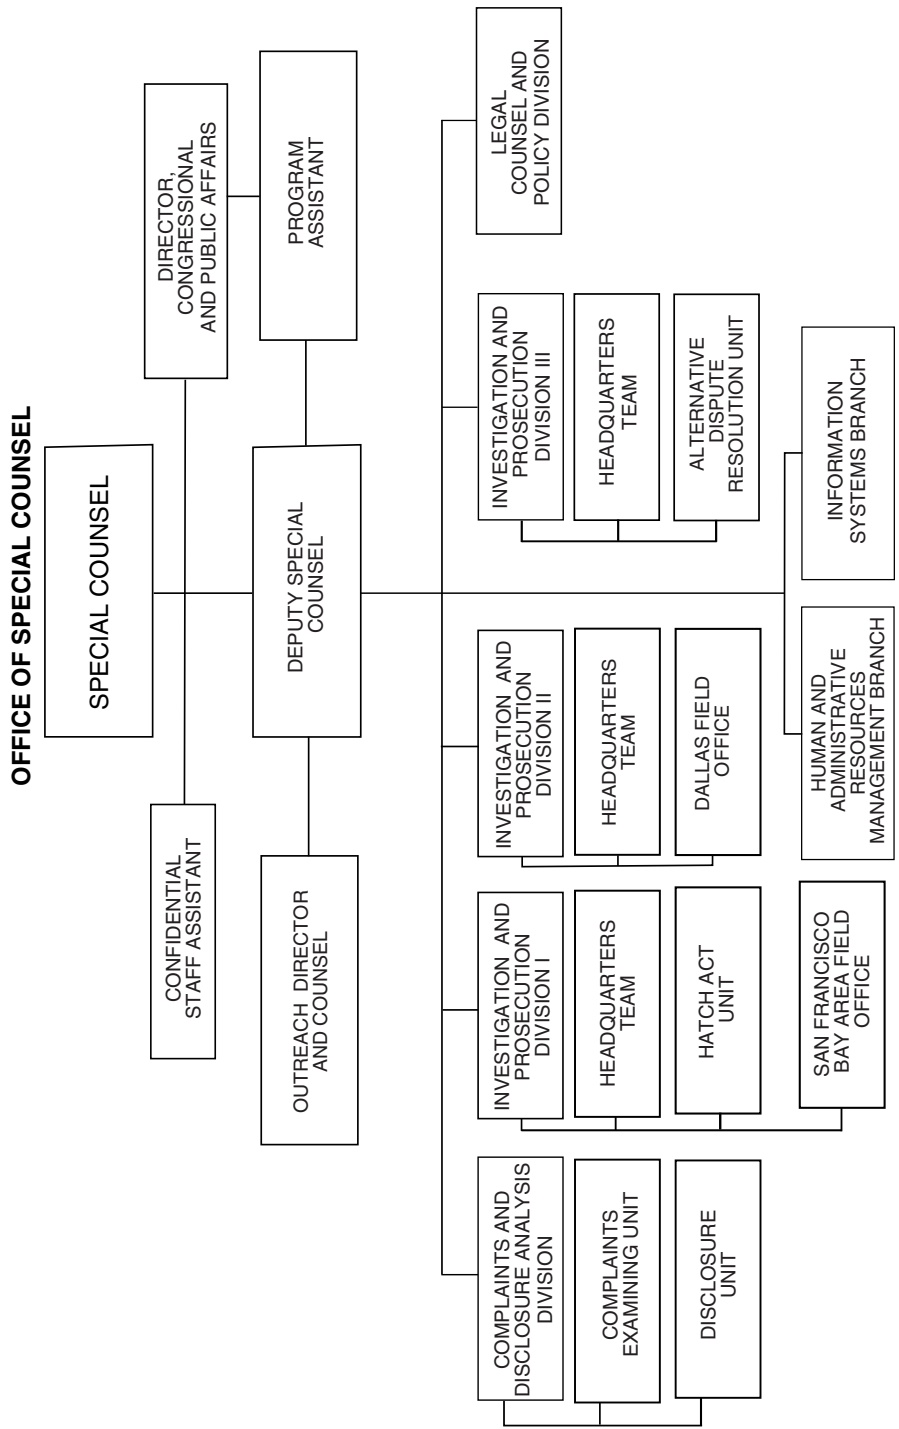 OFFICE OF SPECIAL COUNSEL
SPECIAL COUNSEL
CONFIDENTIAL
STAFF ASSISTANT
DIRECTOR,
CONGRESSIONAL
AND PUBLIC AFFAIRS
OUTREACH DIRECTOR
AND COUNSEL
DEPUTY SPECIAL
COUNSEL
PROGRAM
ASSISTANT
COMPLAINTS AND
DISCLOSURE ANALYSIS
DIVISION
COMPLAINTS
EXAMINING UNIT
DISCLOSURE
UNIT
INVESTIGATION AND
PROSECUTION
DIVISION I
HEADQUARTERS
TEAM
HATCH ACT
UNIT
SAN FRANCISCO
BAY AREA FIELD
OFFICE
INVESTIGATION AND
PROSECUTION
DIVISION II
HEADQUARTERS
TEAM
DALLAS FIELD
OFFICE
INVESTIGATION AND
PROSECUTION
DIVISION III
HEADQUARTERS
TEAM
ALTERNATIVE
DISPUTE
RESOLUTION UNIT
LEGAL
COUNSEL AND
POLICY DIVISION
HUMAN AND
ADMINISTRATIVE
RESOURCES
MANAGEMENT BRANCH
INFORMATION
SYSTEMS BRANCH